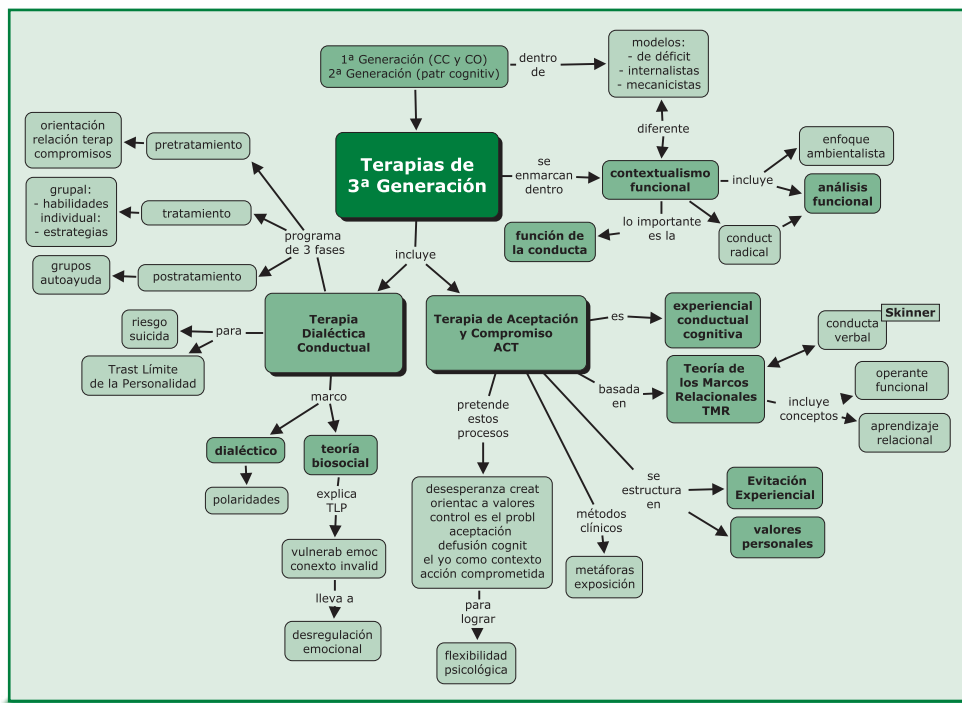 1ª Generación (CC y CO)
2ª Generación (patr cognitiv)
dentro
de
modelos:
- de déficit
- internalistas
- mecanicistas
diferente
Terapias de
3ª Generación
se
enmarcan
dentro
contextualismo
funcional
incluye
enfoque
ambientalista
análisis
funcional
lo importante
es la
función de
la conducta
conduct
radical
orientación
relación terap
compromisos
pretratamiento
grupal:
- habilidades
individual:
- estrategias
tratamiento
programa
de 3 fases
grupos
autoayuda
postratamiento
incluye
Terapia
Dialéctica
Conductual
para
riesgo
suicida
Trast Límite
de la Personalidad
marco
dialéctico
polaridades
teoría
biosocial
explica
TLP
vulnerab emoc
conexto invalid
lleva a
desregulación
emocional
Terapia de Aceptación
y Compromiso
ACT
es
experiencial
conductual
cognitiva
basada
en
Teoría de
los Marcos
Relacionales
TMR
Skinner
conducta
verbal
incluye
conceptos
operante
funcional
aprendizaje
relacional
pretende
estos
procesos
desesperanza creat
orientac a valores
control es el probl
aceptación
defusión cognit
el yo como contexto
acción comprometida
para
lograr
flexibilidad
psicológica
métodos
clínicos
metáforas
exposición
se
estructura
en
Evitación
Experiencial
valores
personales